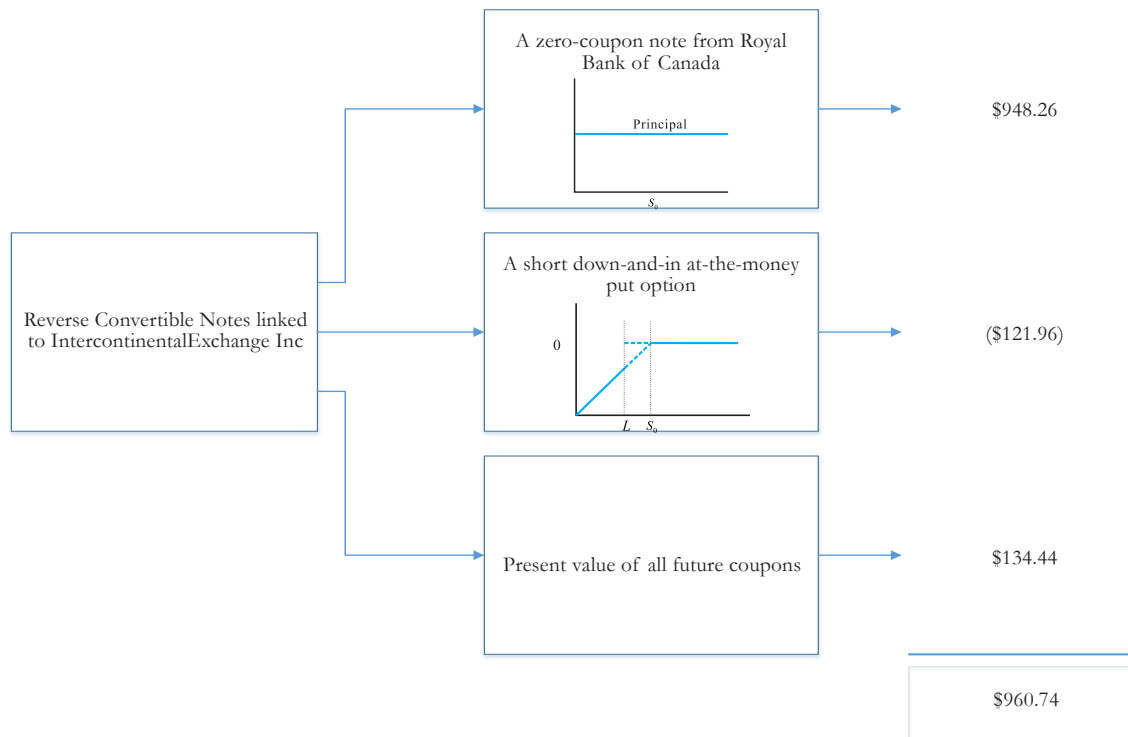 A zero-coupon note from Royal
Bank of Canada
Principal
S₀
$948.26
Reverse Convertible Notes linked
to IntercontinentalExchange Inc
A short down-and-in at-the-money
put option
0
L S₀
($121.96)
Present value of all future coupons
$134.44
$960.74